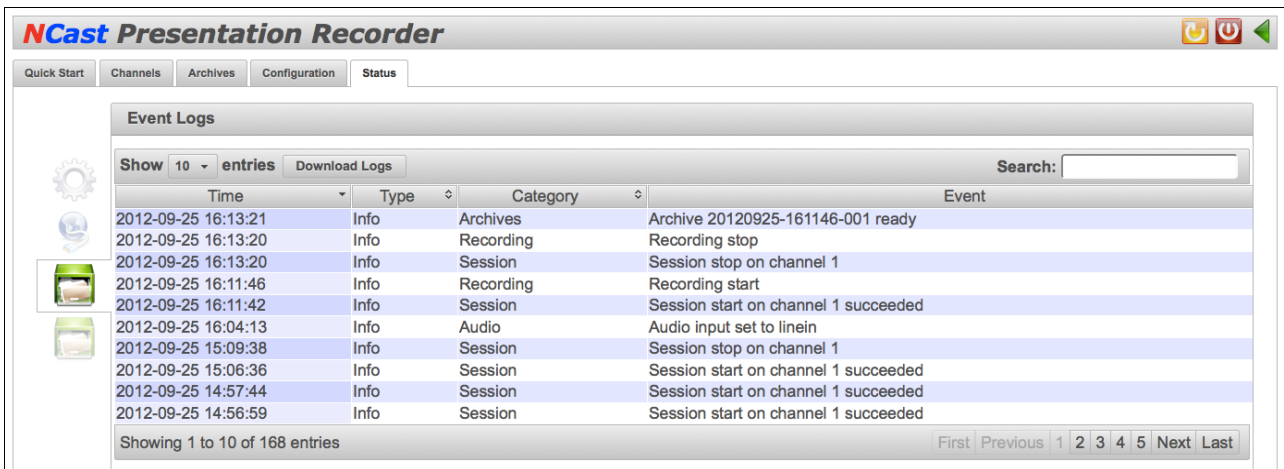 NCast Presentation Recorder
Quick Start Channels Archives Configuration Status
Event Logs
Show 10 entries Download Logs Search:
Time Type Category Event
2012-09-25 16:13:21 Info Archives Archive 20120925-161146-001 ready
2012-09-25 16:13:20 Info Recording Recording stop
2012-09-25 16:13:20 Info Session Session stop on channel 1
2012-09-25 16:11:46 Info Recording Recording start
2012-09-25 16:11:42 Info Session Session start on channel 1 succeeded
2012-09-25 16:04:13 Info Audio Audio input set to linein
2012-09-25 15:09:38 Info Session Session stop on channel 1
2012-09-25 15:06:36 Info Session Session start on channel 1 succeeded
2012-09-25 14:57:44 Info Session Session start on channel 1 succeeded
2012-09-25 14:56:59 Info Session Session start on channel 1 succeeded
Showing 1 to 10 of 168 entries First Previous 1 2 3 4 5 Next Last